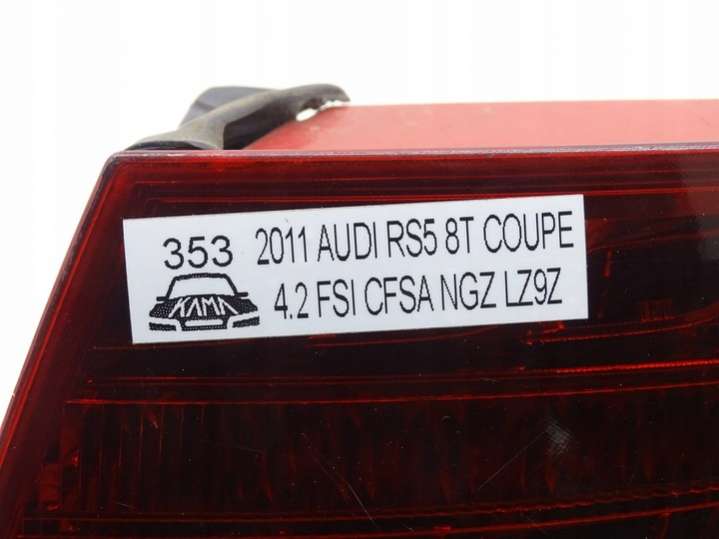 353
2011 AUDI RS5 8T COUPE
KAMA
4.2 FSI CFSA NGZ LZ9Z